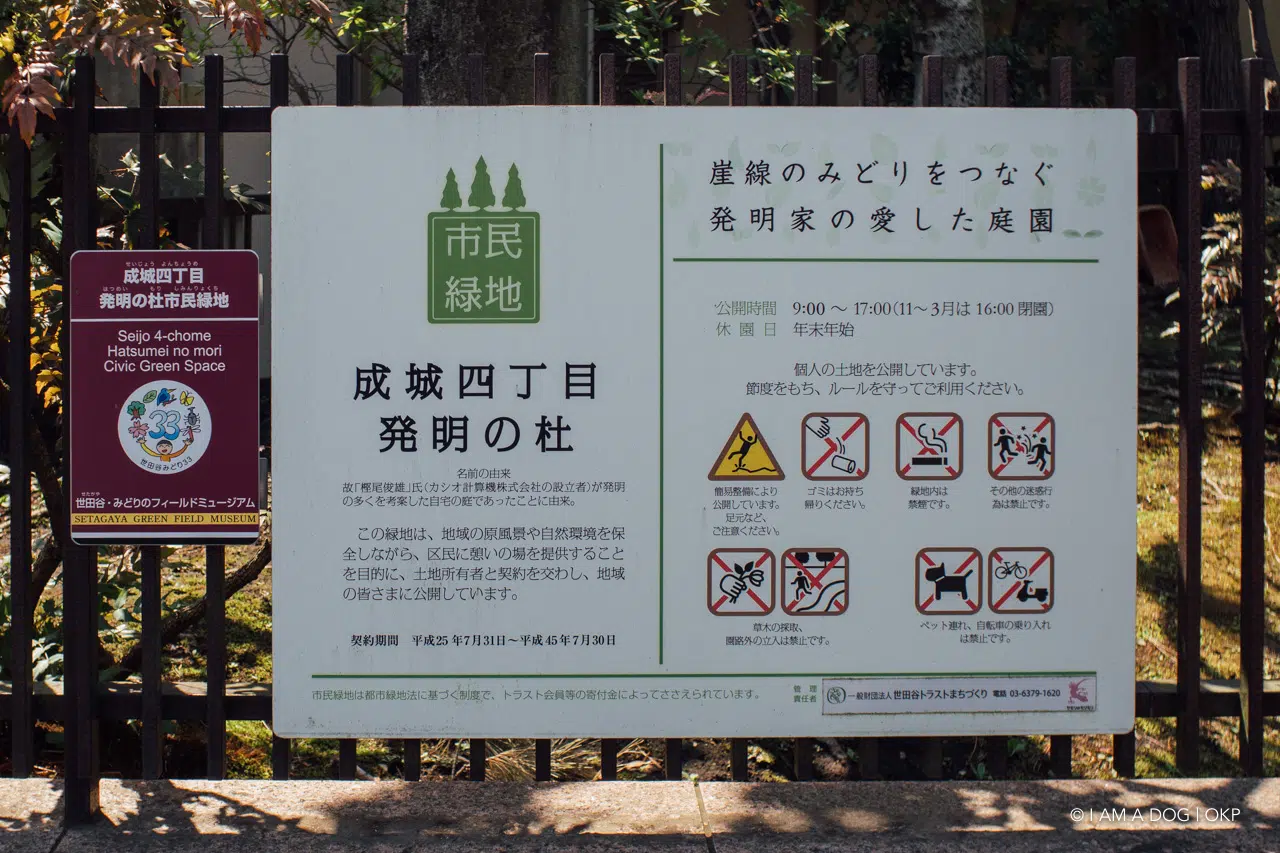 せいじょう よんちょうめ
成城四丁目
はつめい もり しみんりょくち
発明の杜市民緑地
Seijo 4-chome
Hatsumei no mori
Civic Green Space
33
世田谷みどり33
せたがや
世田谷・みどりのフィールドミュージアム
SETAGAYA GREEN FIELD MUSEUM
市民
緑地
成城四丁目
発明の杜
名前の由来
故「樫尾俊雄」氏(カシオ計算機株式会社の設立者)が発明
の多くを考案した自宅の庭であったことに由来。
この緑地は、地域の原風景や自然環境を保
全しながら、区民に憩いの場を提供すること
を目的に、土地所有者と契約を交わし、地域
の皆さまに公開しています。
契約期間 平成25年7月31日〜平成45年7月30日
崖線のみどりをつなぐ
発明家の愛した庭園
公開時間 9:00 〜 17:00(11〜3月は 16:00 閉園)
休園日 年末年始
個人の土地を公開しています。
節度をもち、ルールを守ってご利用ください。
簡易整備により
公開しています。
足元など、
ご注意ください。
ゴミはお持ち
帰りください。
緑地内は
禁煙です。
その他の迷惑行
為は禁止です。
草木の採取、
園路外の立入は禁止です。
ペット連れ、自転車の乗り入れ
は禁止です。
市民緑地は都市緑地法に基づく制度で、トラスト会員等の寄付金によってささえられています。
管理
責任者
一般財団法人 世田谷トラストまちづくり 電話 03-6379-1620
© I AM A DOG | OKP